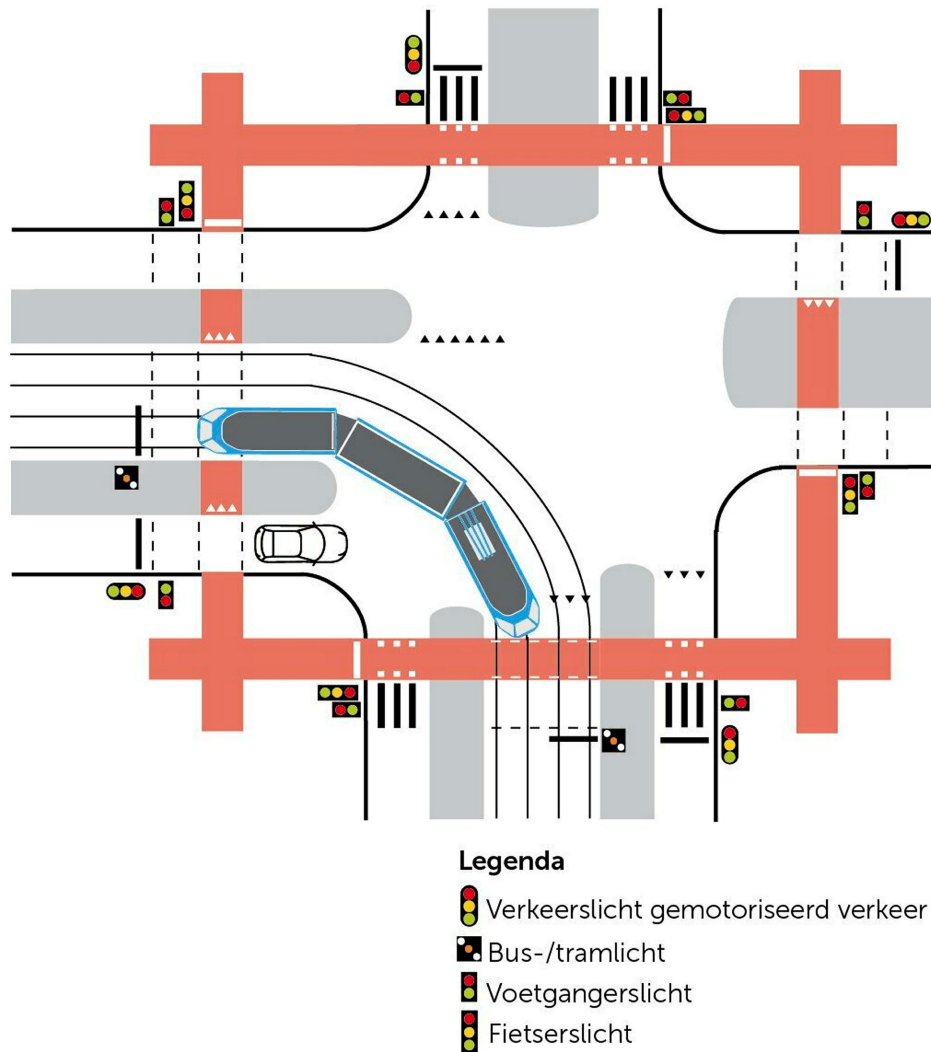 Legenda
Verkeerslicht gemotoriseerd verkeer
Bus-/tramlicht
Voetgangerslicht
Fietserslicht